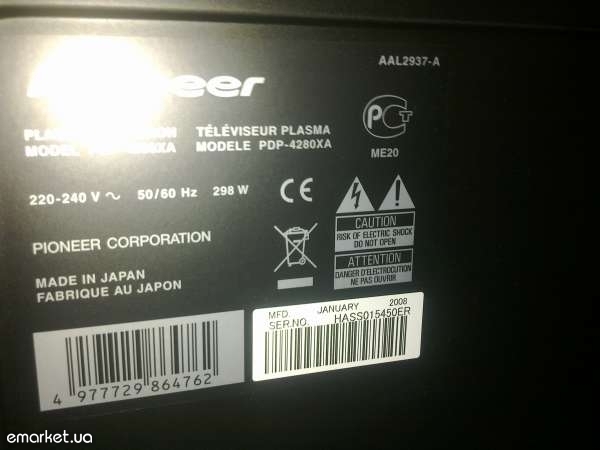 AAL2937-A
TÉLÉVISEUR PLASMA
MODEL
MODELE PDP-4280XA
ME20
220-240 V ~ 50/60 Hz 298 W
CE
PIONEER CORPORATION
CAUTION
RISK OF ELECTRIC SHOCK
DO NOT OPEN
ATTENTION
DANGER D'ELECTROCUTION
NE PAS OUVRIR
MADE IN JAPAN
FABRIQUE AU JAPON
MFD. JANUARY 2008
SER.NO. HASS015450ER
4 977729 864762
emarket.ua